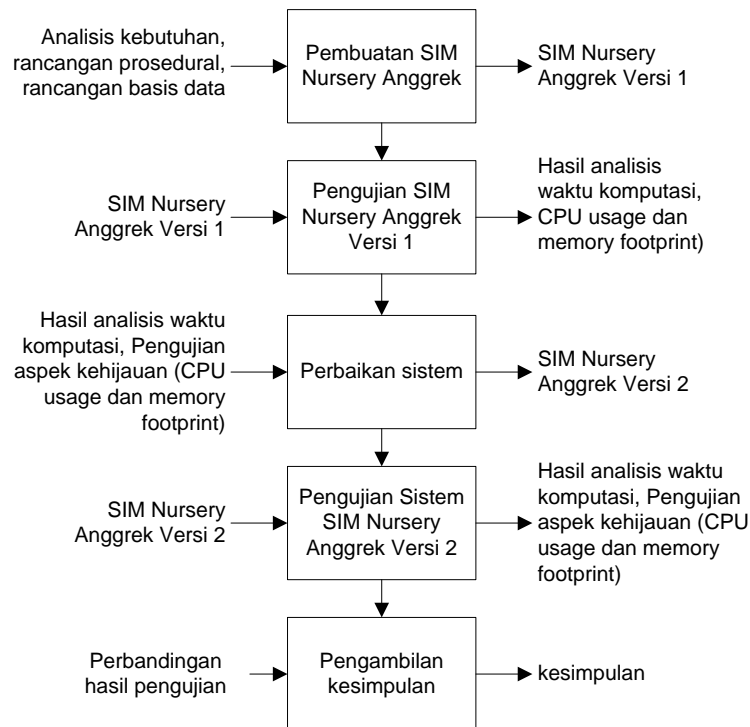 Analisis kebutuhan,
rancangan prosedural,
rancangan basis data
Pembuatan SIM
Nursery Anggrek
SIM Nursery
Anggrek Versi 1
SIM Nursery
Anggrek Versi 1
Pengujian SIM
Nursery Anggrek
Versi 1
Hasil analisis
waktu komputasi,
CPU usage dan
memory footprint)
Hasil analisis waktu
komputasi, Pengujian
aspek kehijauan (CPU
usage dan memory
footprint)
Perbaikan sistem
SIM Nursery
Anggrek Versi 2
SIM Nursery
Anggrek Versi 2
Pengujian Sistem
SIM Nursery
Anggrek Versi 2
Hasil analisis waktu
komputasi, Pengujian
aspek kehijauan (CPU
usage dan memory
footprint)
Perbandingan
hasil pengujian
Pengambilan
kesimpulan
kesimpulan